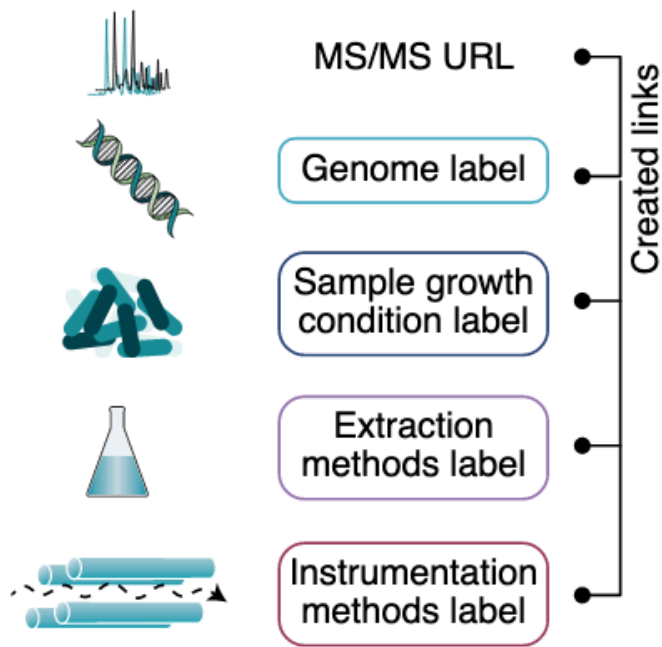 MS/MS URL
Genome label
Sample growth
condition label
Extraction
methods label
Instrumentation
methods label
Created links